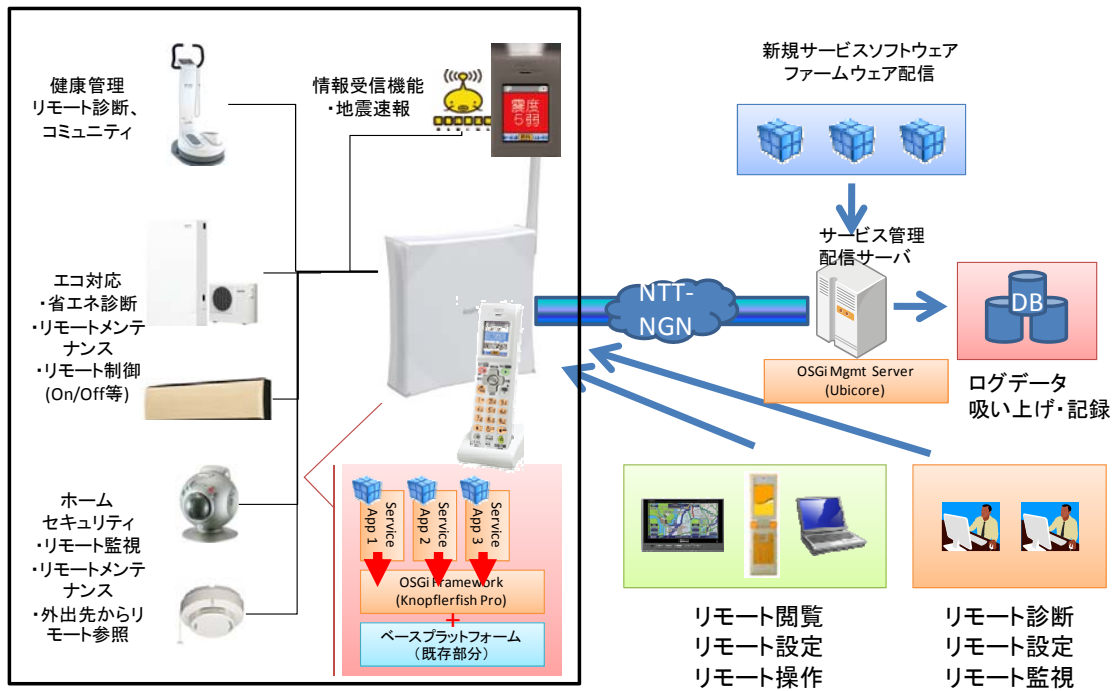 健康管理
リモート診断、
コミュニティ
情報受信機能
・地震速報
震度
5弱
エコ対応
・省エネ診断
・リモートメンテ
ナンス
・リモート制御
(On/Off等)
ホーム
セキュリティ
・リモート監視
・リモートメンテ
ナンス
・外出先からリ
モート参照
Service
App 1
Service
App 2
Service
App 3
OSGi Framework
(Knopflerfish Pro)
+
ベースプラットフォーム
（既存部分）
NTT-
NGN
新規サービスソフトウェア
ファームウェア配信
サービス管理
配信サーバ
OSGi Mgmt Server
(Ubicore)
DB
ログデータ
吸い上げ・記録
リモート閲覧
リモート設定
リモート操作
リモート診断
リモート設定
リモート監視